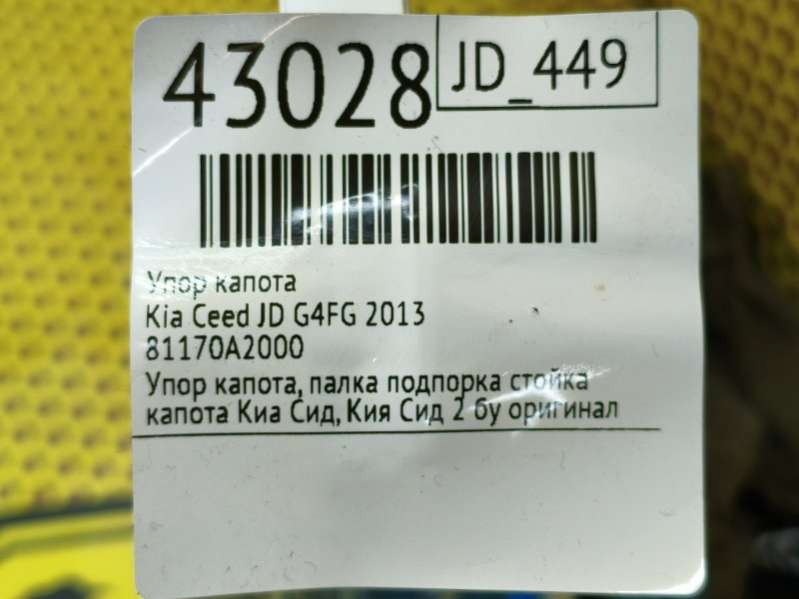 43028
JD_449
Упор капота
Kia Ceed JD G4FG 2013
81170A2000
Упор капота, палка подпорка стойка
капота Киа Сид, Кия Сид 2 бу оригинал